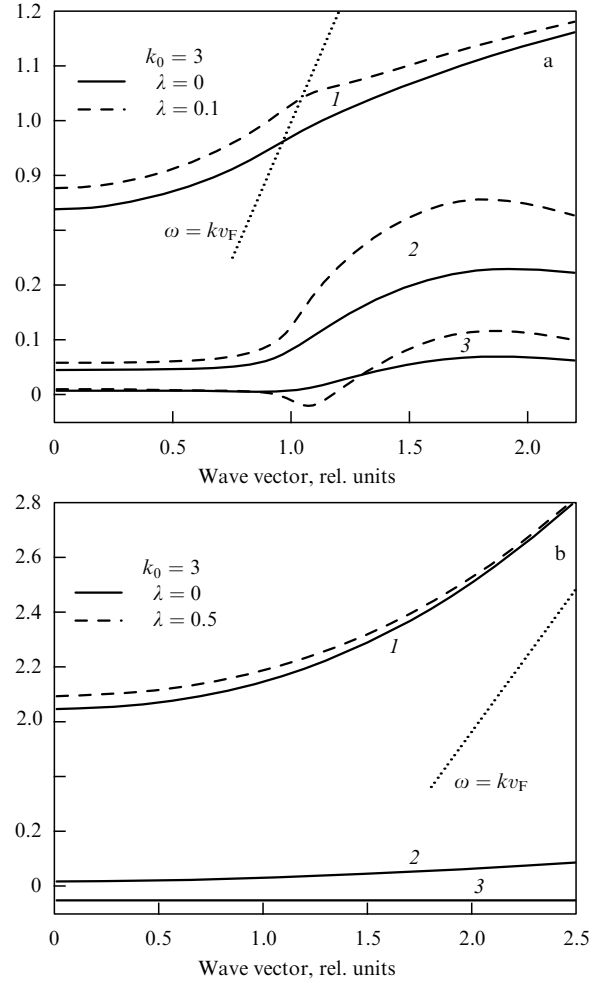 1.2
a
k₀ = 3
λ = 0
λ = 0.1
1.1
1
1.0
0.9
ω = kv_F
2
0.2
0.1
3
0
0 0.5 1.0 1.5 2.0
Wave vector, rel. units
2.8
b
k₀ = 3
λ = 0
λ = 0.5
2.6
2.4
1
2.2
2.0
ω = kv_F
0.2
2
3
0
0 0.5 1.0 1.5 2.0 2.5
Wave vector, rel. units